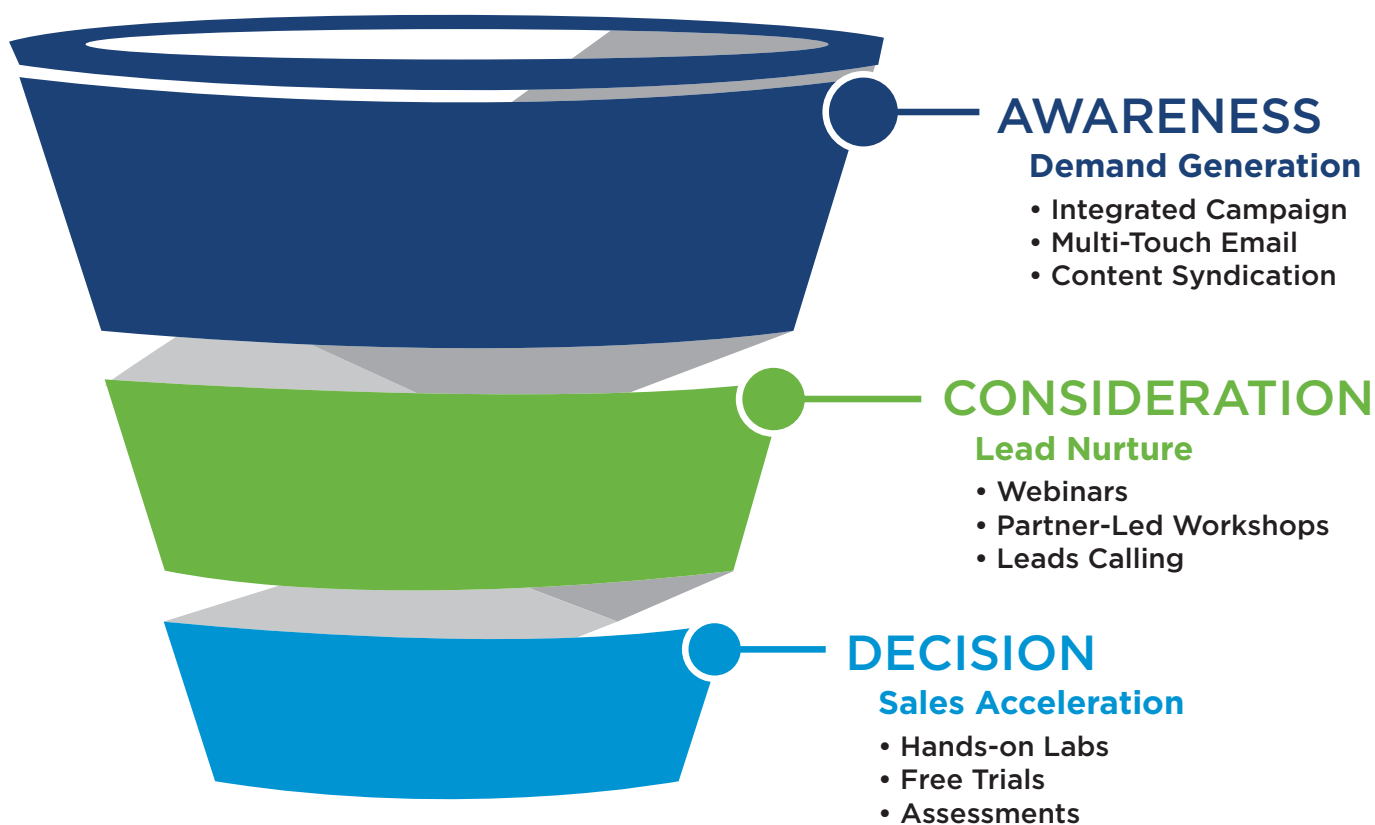 AWARENESS
Demand Generation
• Integrated Campaign
• Multi-Touch Email
• Content Syndication
CONSIDERATION
Lead Nurture
• Webinars
• Partner-Led Workshops
• Leads Calling
DECISION
Sales Acceleration
• Hands-on Labs
• Free Trials
• Assessments